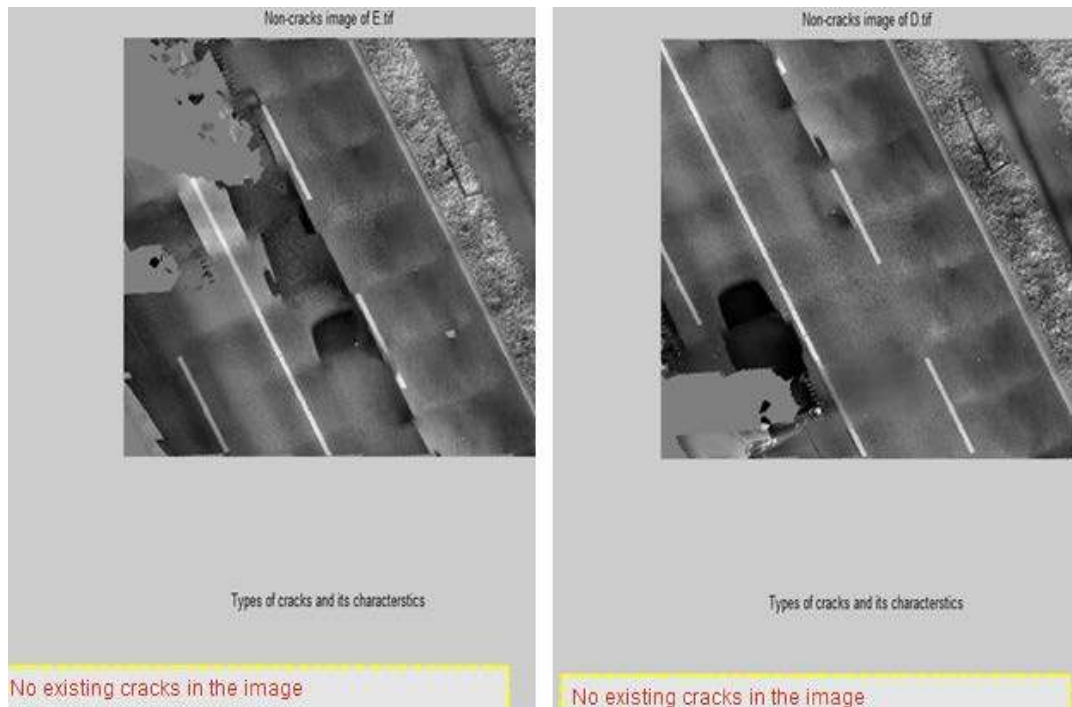 Non-cracks image of E.tif
Types of cracks and its characterstics
No existing cracks in the image
Non-cracks image of D.tif
Types of cracks and its characterstics
No existing cracks in the image